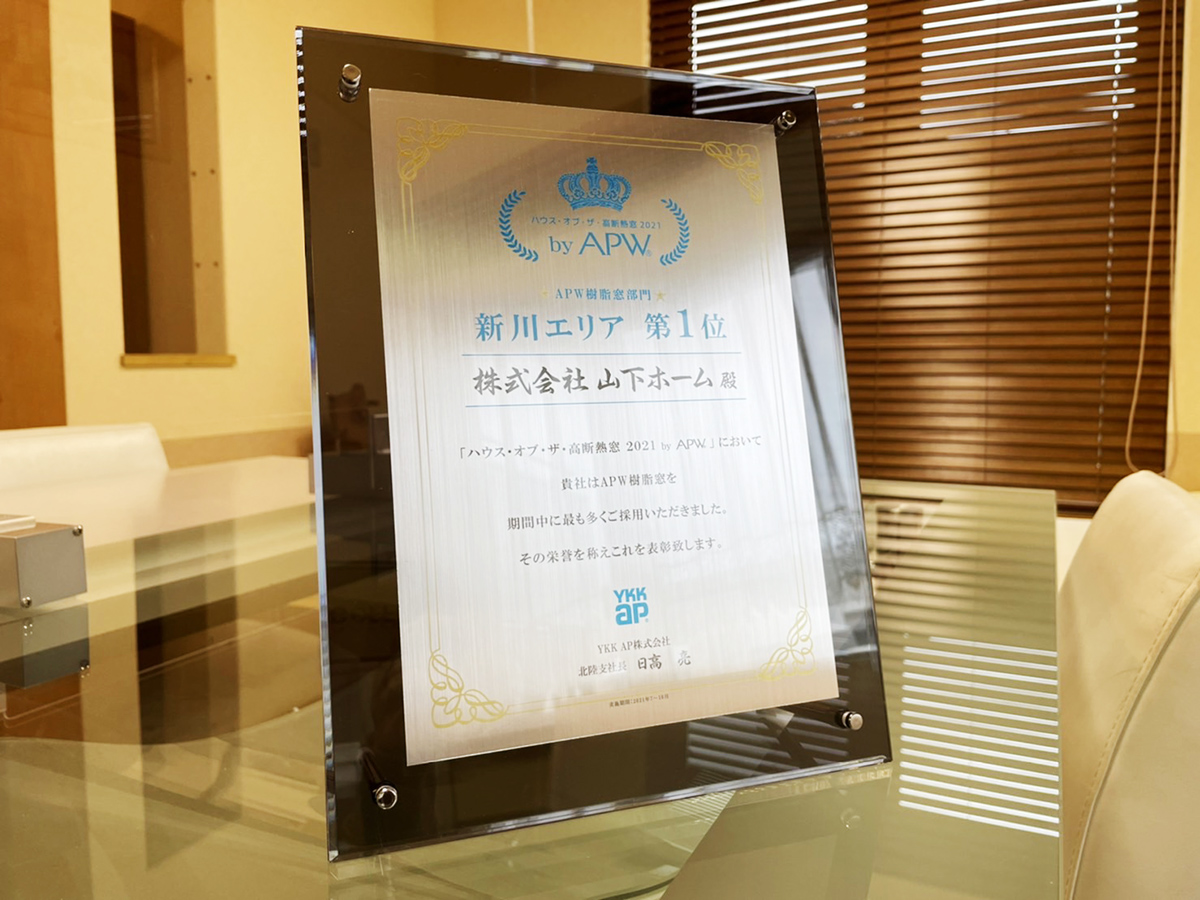 ハウス・オブ・ザ・高断熱窓 2021
by APW®
APW樹脂窓部門
新川エリア 第1位
株式会社 山下ホーム 殿
「ハウス・オブ・ザ・高断熱窓 2021 by APW」において
貴社はAPW樹脂窓を
期間中に最も多くご採用いただきました。
その栄誉を称えこれを表彰致します。
YKK
ap®
YKK AP株式会社
北陸支社長 日高 亮